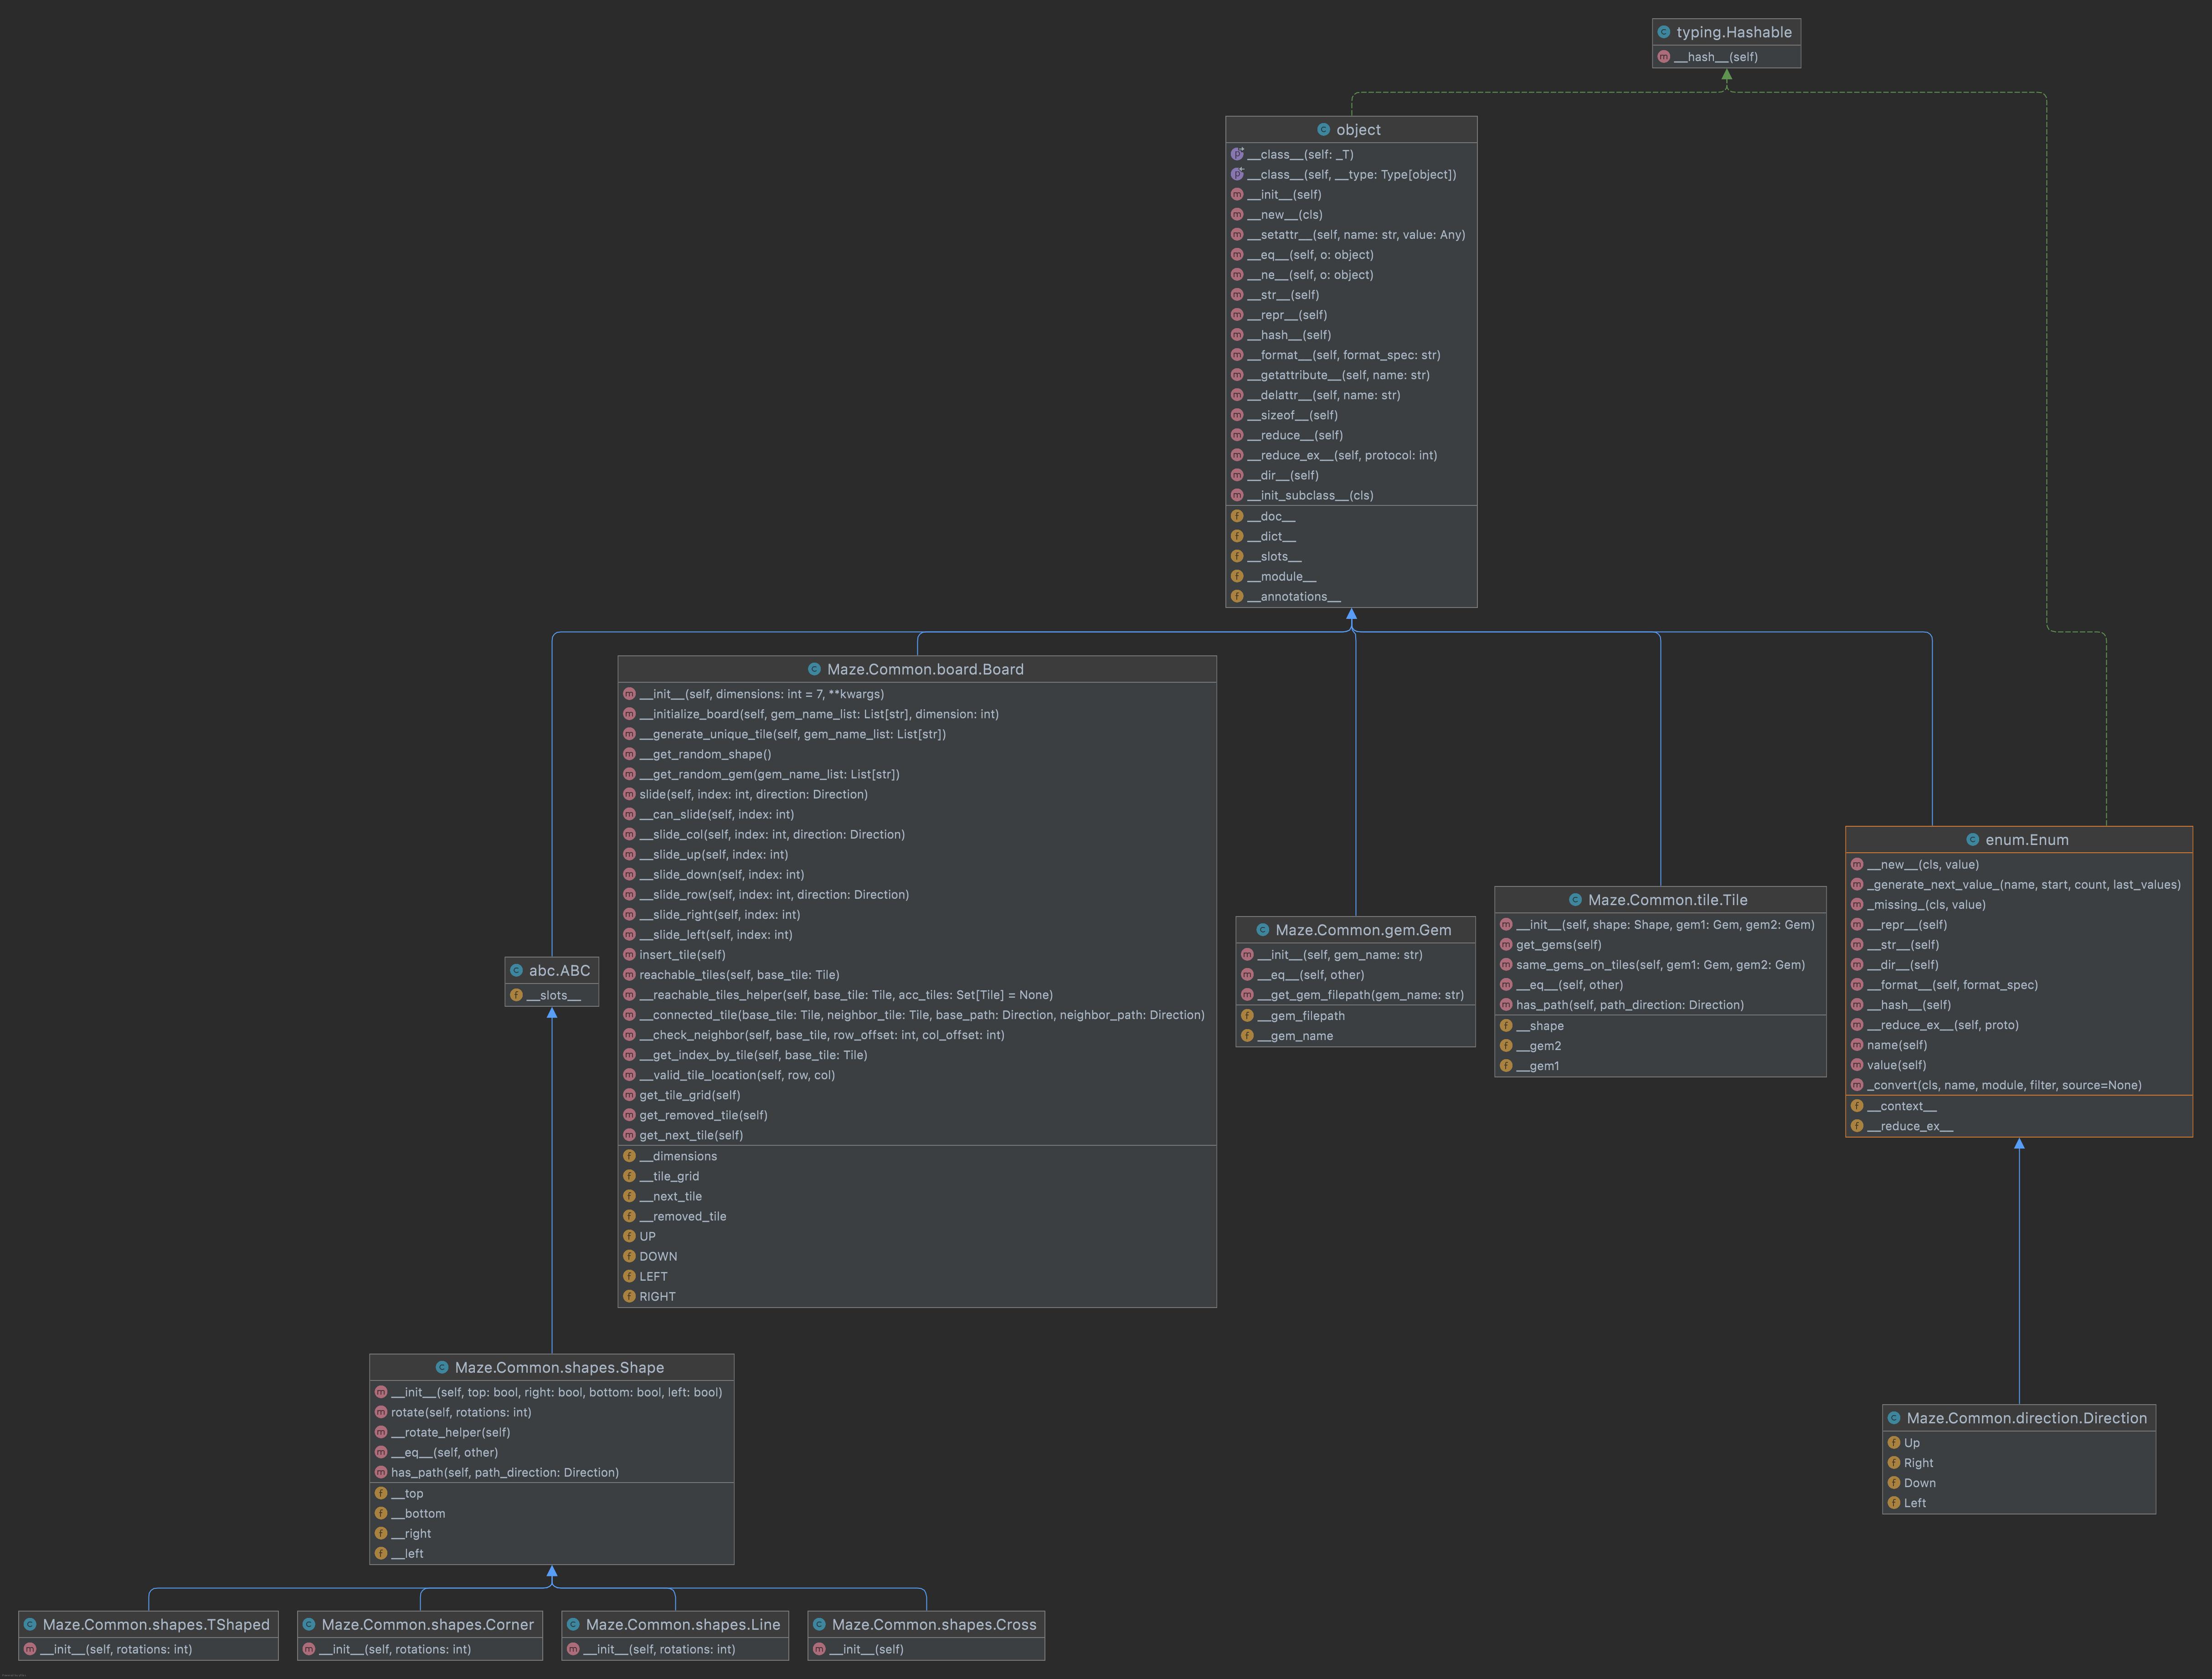 typing.Hashable
__hash__(self)
object
__class__(self: _T)
__class__(self, __type: Type[object])
__init__(self)
__new__(cls)
__setattr__(self, name: str, value: Any)
__eq__(self, o: object)
__ne__(self, o: object)
__str__(self)
__repr__(self)
__hash__(self)
__format__(self, format_spec: str)
__getattribute__(self, name: str)
__delattr__(self, name: str)
__sizeof__(self)
__reduce__(self)
__reduce_ex__(self, protocol: int)
__dir__(self)
__init_subclass__(cls)
__doc__
__dict__
__slots__
__module__
__annotations__
Maze.Common.board.Board
__init__(self, dimensions: int = 7, **kwargs)
__initialize_board(self, gem_name_list: List[str], dimension: int)
__generate_unique_tile(self, gem_name_list: List[str])
__get_random_shape()
__get_random_gem(gem_name_list: List[str])
slide(self, index: int, direction: Direction)
__can_slide(self, index: int)
__slide_col(self, index: int, direction: Direction)
__slide_up(self, index: int)
__slide_down(self, index: int)
__slide_row(self, index: int, direction: Direction)
__slide_right(self, index: int)
__slide_left(self, index: int)
insert_tile(self)
reachable_tiles(self, base_tile: Tile)
__reachable_tiles_helper(self, base_tile: Tile, acc_tiles: Set[Tile] = None)
__connected_tile(base_tile: Tile, neighbor_tile: Tile, base_path: Direction, neighbor_path: Direction)
__check_neighbor(self, base_tile, row_offset: int, col_offset: int)
__get_index_by_tile(self, base_tile: Tile)
__valid_tile_location(self, row, col)
get_tile_grid(self)
get_removed_tile(self)
get_next_tile(self)
__dimensions
__tile_grid
__next_tile
__removed_tile
UP
DOWN
LEFT
RIGHT
abc.ABC
__slots__
Maze.Common.gem.Gem
__init__(self, gem_name: str)
__eq__(self, other)
__get_gem_filepath(gem_name: str)
__gem_filepath
__gem_name
Maze.Common.tile.Tile
__init__(self, shape: Shape, gem1: Gem, gem2: Gem)
get_gems(self)
same_gems_on_tiles(self, gem1: Gem, gem2: Gem)
__eq__(self, other)
has_path(self, path_direction: Direction)
__shape
__gem2
__gem1
enum.Enum
__new__(cls, value)
_generate_next_value_(name, start, count, last_values)
_missing_(cls, value)
__repr__(self)
__str__(self)
__dir__(self)
__format__(self, format_spec)
__hash__(self)
__reduce_ex__(self, proto)
name(self)
value(self)
_convert(cls, name, module, filter, source=None)
__context__
__reduce_ex__
Maze.Common.shapes.Shape
__init__(self, top: bool, right: bool, bottom: bool, left: bool)
rotate(self, rotations: int)
__rotate_helper(self)
__eq__(self, other)
has_path(self, path_direction: Direction)
__top
__bottom
__right
__left
Maze.Common.direction.Direction
Up
Right
Down
Left
Maze.Common.shapes.TShaped
__init__(self, rotations: int)
Maze.Common.shapes.Corner
__init__(self, rotations: int)
Maze.Common.shapes.Line
__init__(self, rotations: int)
Maze.Common.shapes.Cross
__init__(self)